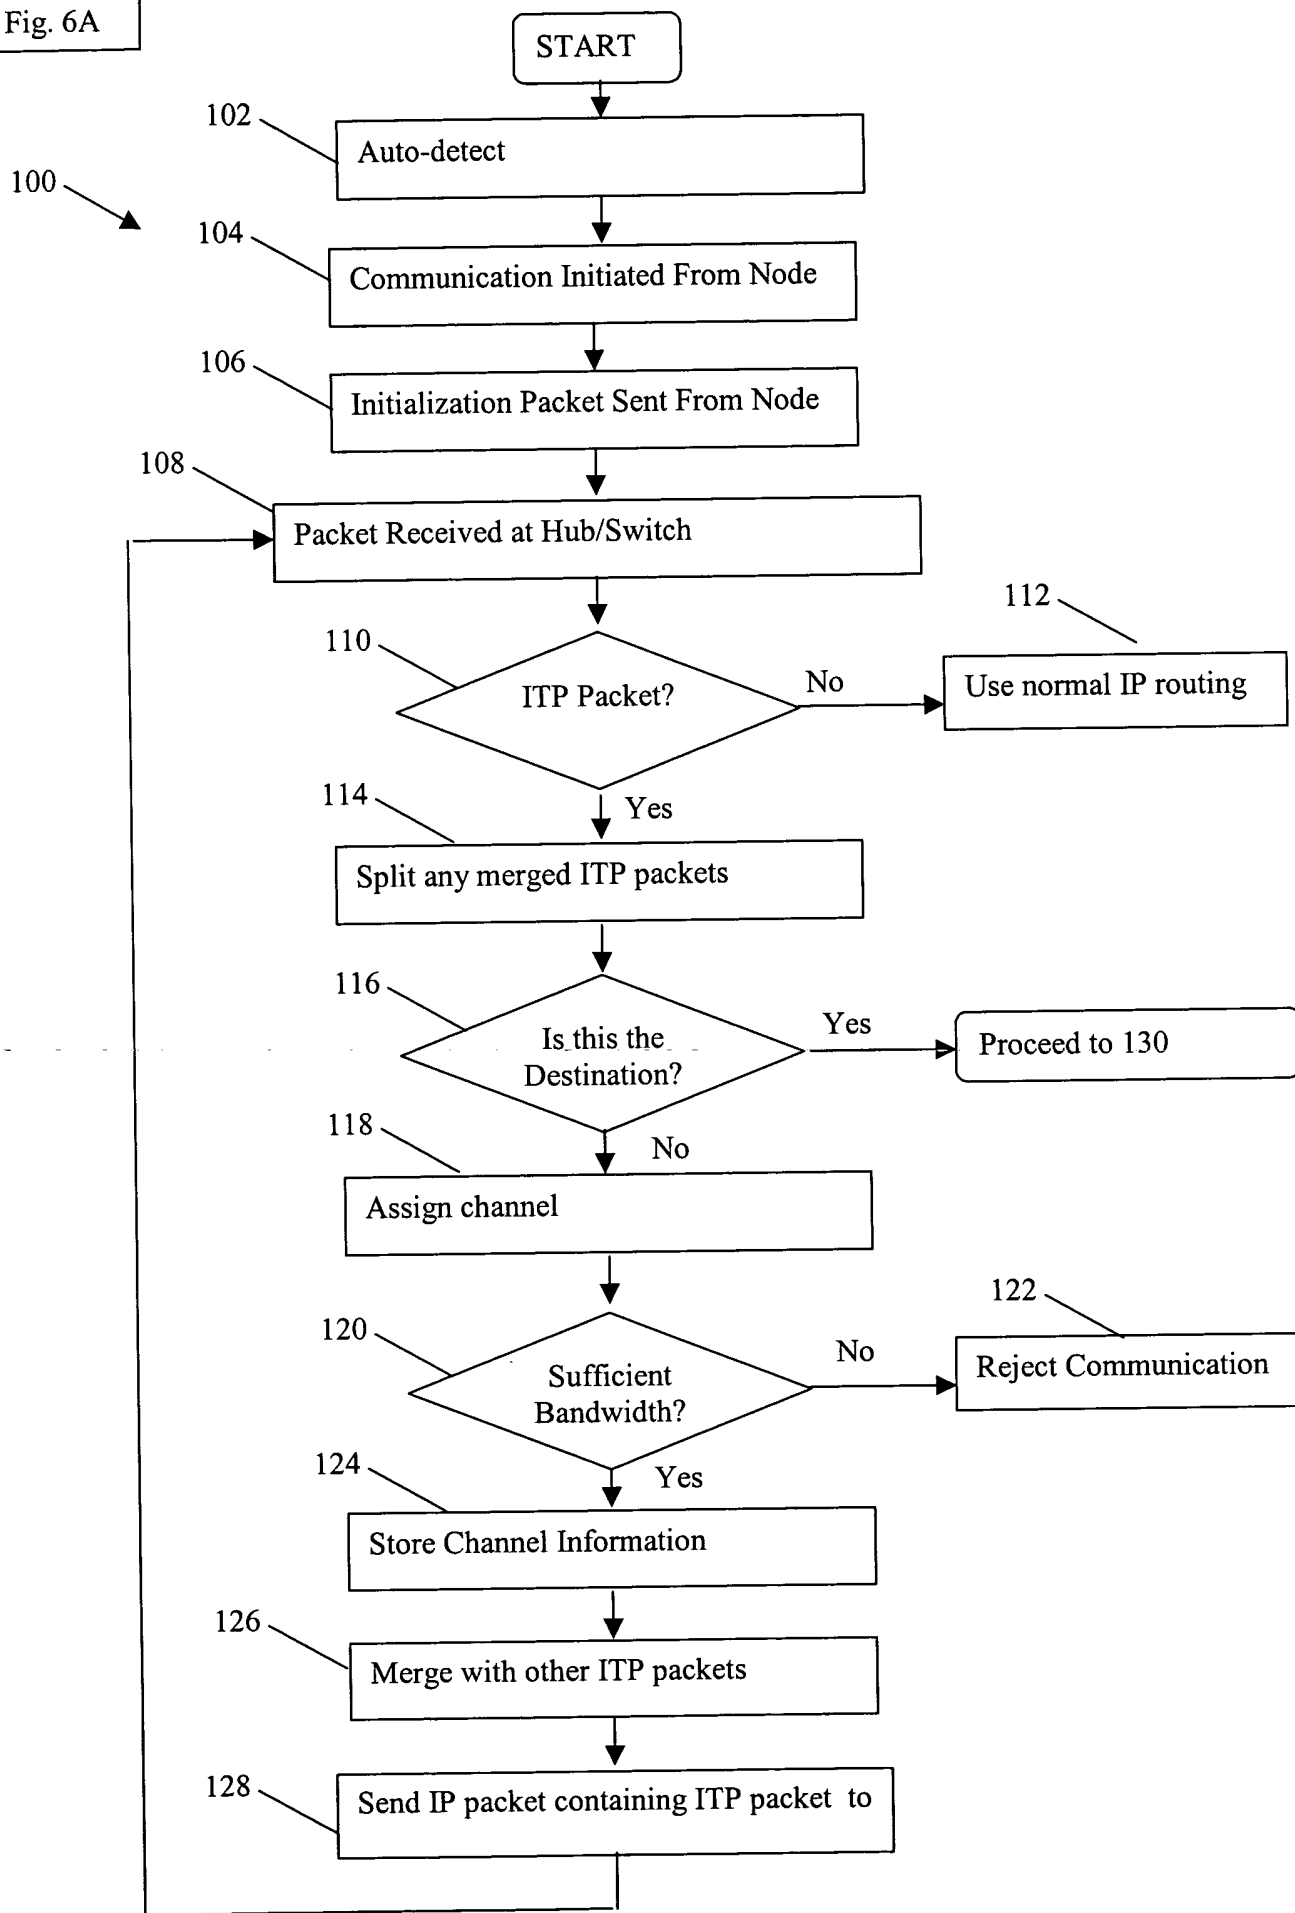 Fig. 6A
START
102
Auto-detect
100
104
Communication Initiated From Node
106
Initialization Packet Sent From Node
108
Packet Received at Hub/Switch
110
ITP Packet?
No
112
Use normal IP routing
Yes
114
Split any merged ITP packets
116
Is this the
Destination?
Yes
Proceed to 130
No
118
Assign channel
120
Sufficient
Bandwidth?
No
122
Reject Communication
Yes
124
Store Channel Information
126
Merge with other ITP packets
128
Send IP packet containing ITP packet to